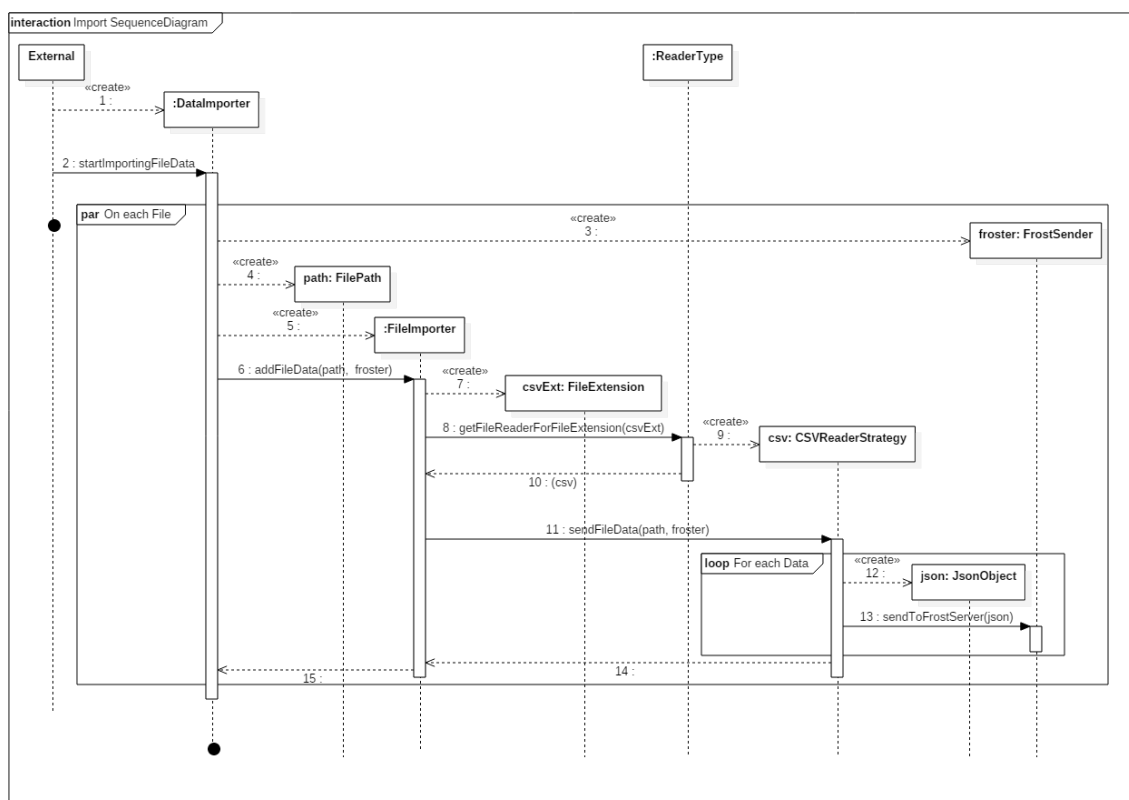 interaction Import SequenceDiagram
External
:ReaderType
«create»
1 :
:DataImporter
2 : startImportingFileData
par On each File
«create»
3 :
froster: FrostSender
«create»
4 :
path: FilePath
«create»
5 :
:FileImporter
6 : addFileData(path, froster)
«create»
7 :
csvExt: FileExtension
8 : getFileReaderForFileExtension(csvExt)
«create»
9 :
csv: CSVReaderStrategy
10 : (csv)
11 : sendFileData(path, froster)
loop For each Data
«create»
12 :
json: JsonObject
13 : sendToFrostServer(json)
14 :
15 :